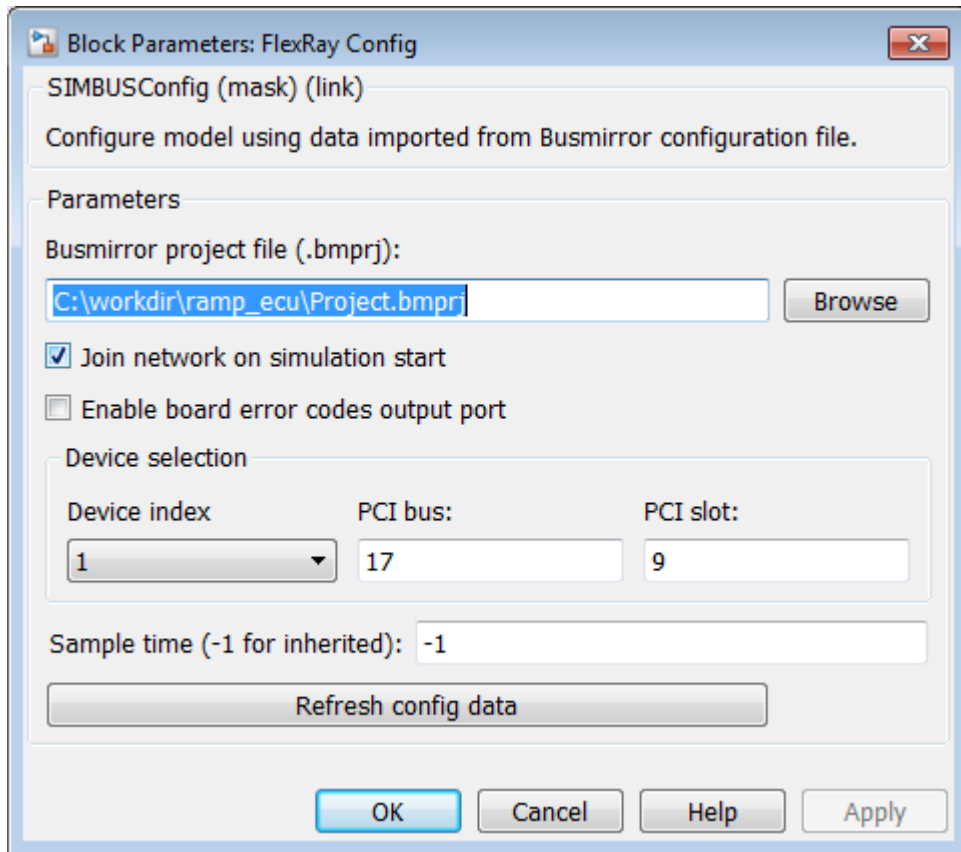 Block Parameters: FlexRay Config
SIMBUSConfig (mask) (link)
Configure model using data imported from Busmirror configuration file.
Parameters
Busmirror project file (.bmprj):
C:\workdir\ramp_ecu\Project.bmprj
Browse
Join network on simulation start
Enable board error codes output port
Device selection
Device index PCI bus: PCI slot:
1 17 9
Sample time (-1 for inherited): -1
Refresh config data
OK Cancel Help Apply